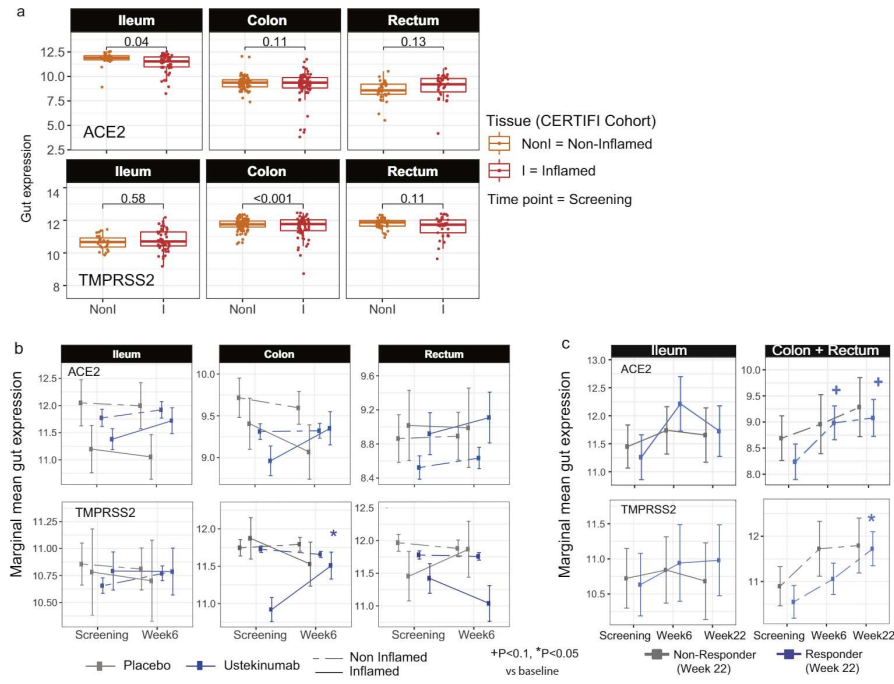 a
Ileum Colon Rectum
0.04 0.11 0.13
12.5
10.0
7.5
5.0
2.5
ACE2
Gut expression
Ileum Colon Rectum
0.58 <0.001 0.11
14
12
10
8
TMPRSS2
NonI I NonI I NonI I
Tissue (CERTIFI Cohort)
NonI = Non-Inflamed
I = Inflamed
Time point = Screening
b
Ileum Colon Rectum
ACE2
Marginal mean gut expression
12.5
12.0
11.5
11.0
10.0
9.5
9.0
9.6
9.2
8.8
8.4
TMPRSS2
11.00
10.75
10.50
11.5
11.0
12.5
12.0
11.5
11.0
*
Screening Week6 Screening Week6 Screening Week6
Placebo Ustekinumab Non Inflamed
Inflamed
+P<0.1, *P<0.05
vs baseline
c
Ileum Colon + Rectum
ACE2
Marginal mean gut expression
13.0
12.5
12.0
11.5
11.0
10.0
9.5
9.0
8.5
8.0
+ +
TMPRSS2
11.5
11.0
10.5
12
11
*
Screening Week6 Week22 Screening Week6 Week22
Non-Responder
(Week 22)
Responder
(Week 22)